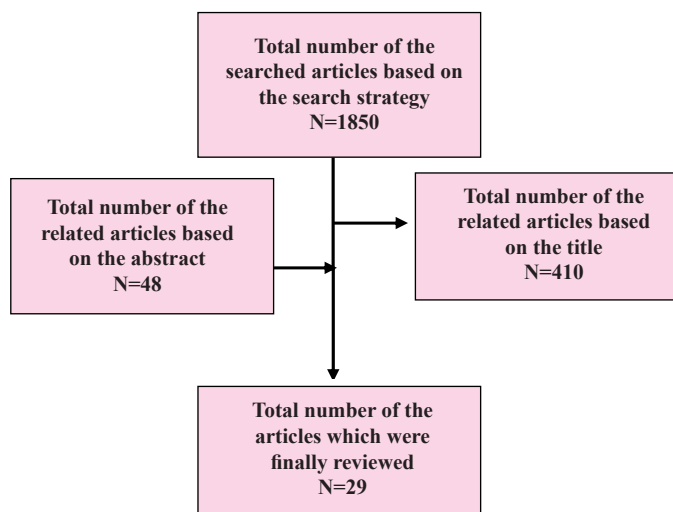 Total number of the
searched articles based on
the search strategy
N=1850
Total number of the
related articles based
on the title
N=410
Total number of the
related articles based
on the abstract
N=48
Total number of the
articles which were
finally reviewed
N=29